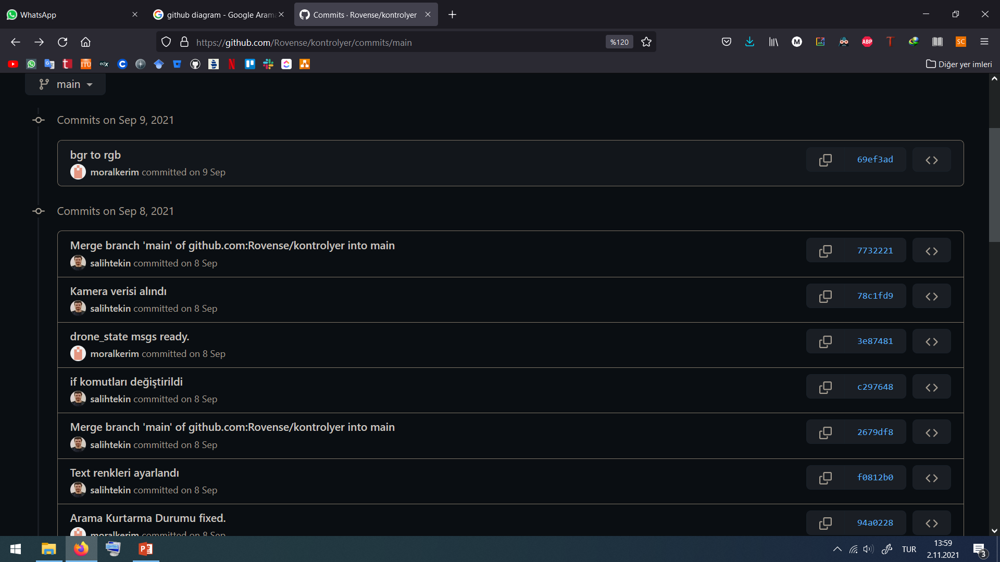 WhatsApp
github diagram - Google Arama
Commits · Rovense/kontrolyer
https://github.com/Rovense/kontrolyer/commits/main
%120
M
ABP
T
SC
İTÜ
edX
C
N
Diğer yer imleri
main
Commits on Sep 9, 2021
bgr to rgb
69ef3ad
moralkerim committed on 9 Sep
Commits on Sep 8, 2021
Merge branch 'main' of github.com:Rovense/kontrolyer into main
7732221
salihtekin committed on 8 Sep
Kamera verisi alındı
78c1fd9
salihtekin committed on 8 Sep
drone_state msgs ready.
3e87481
moralkerim committed on 8 Sep
if komutları değiştirildi
c297648
salihtekin committed on 8 Sep
Merge branch 'main' of github.com:Rovense/kontrolyer into main
2679df8
salihtekin committed on 8 Sep
Text renkleri ayarlandı
f0812b0
salihtekin committed on 8 Sep
Arama Kurtarma Durumu fixed.
94a0228
moralkerim committed on 8 Sep
TUR
13:59
2.11.2021
3